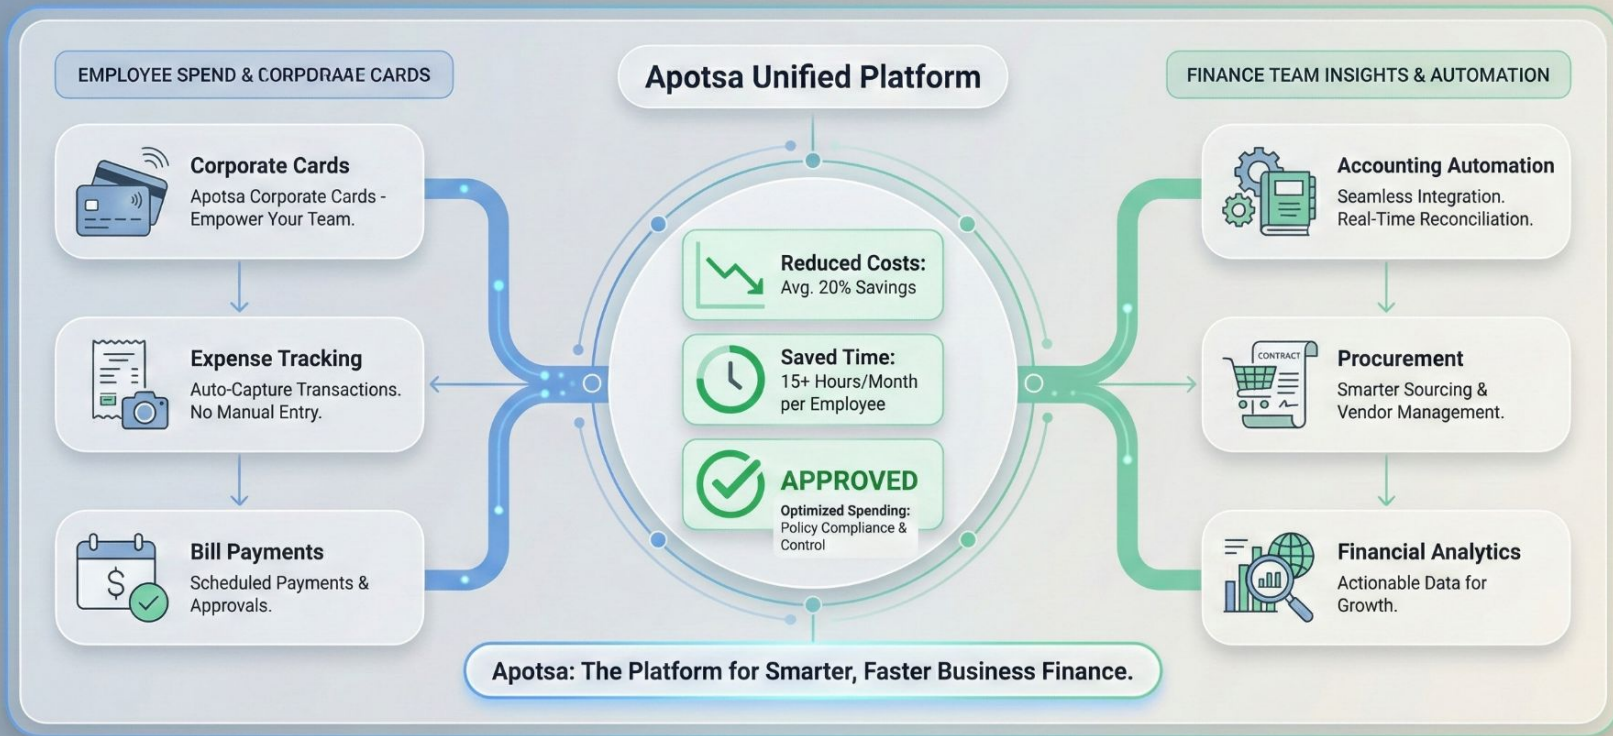 EMPLOYEE SPEND & CORPDRAAE CARDS
Apotsa Unified Platform
FINANCE TEAM INSIGHTS & AUTOMATION
Corporate Cards
Apotsa Corporate Cards -
Empower Your Team.
Expense Tracking
Auto-Capture Transactions.
No Manual Entry.
$
Bill Payments
Scheduled Payments &
Approvals.
Reduced Costs:
Avg. 20% Savings
Saved Time:
15+ Hours/Month
per Employee
APPROVED
Optimized Spending:
Policy Compliance &
Control
Accounting Automation
Seamless Integration.
Real-Time Reconciliation.
CONTRACT
Procurement
Smarter Sourcing &
Vendor Management.
Financial Analytics
Actionable Data for
Growth.
Apotsa: The Platform for Smarter, Faster Business Finance.